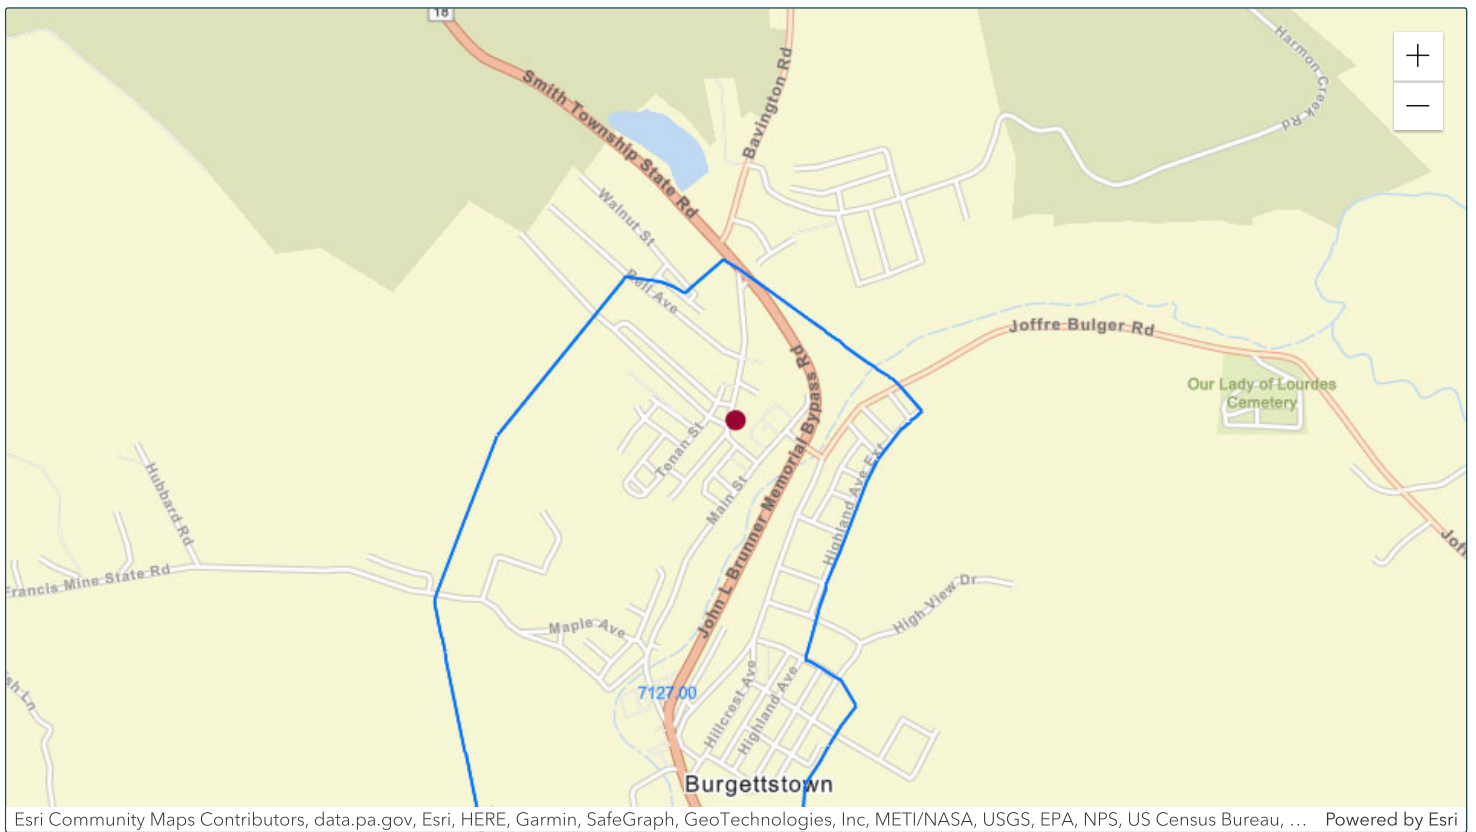 18
Harmon Creek Rd
+
−
Smith Township State Rd
Bavington Rd
Walnut St
Bell Ave
Joffre Bulger Rd
John L Brunner Memorial Bypass Rd
Our Lady of Lourdes
Cemetery
Tenan St
Main St
Highland Ave Ext
Hubbard Rd
Francis Mine State Rd
Maple Ave
High View Dr
Joff
sh Ln
7127.00
Hillcrest Ave
Highland Ave
Burgettstown
Esri Community Maps Contributors, data.pa.gov, Esri, HERE, Garmin, SafeGraph, GeoTechnologies, Inc, METI/NASA, USGS, EPA, NPS, US Census Bureau, ... Powered by Esri